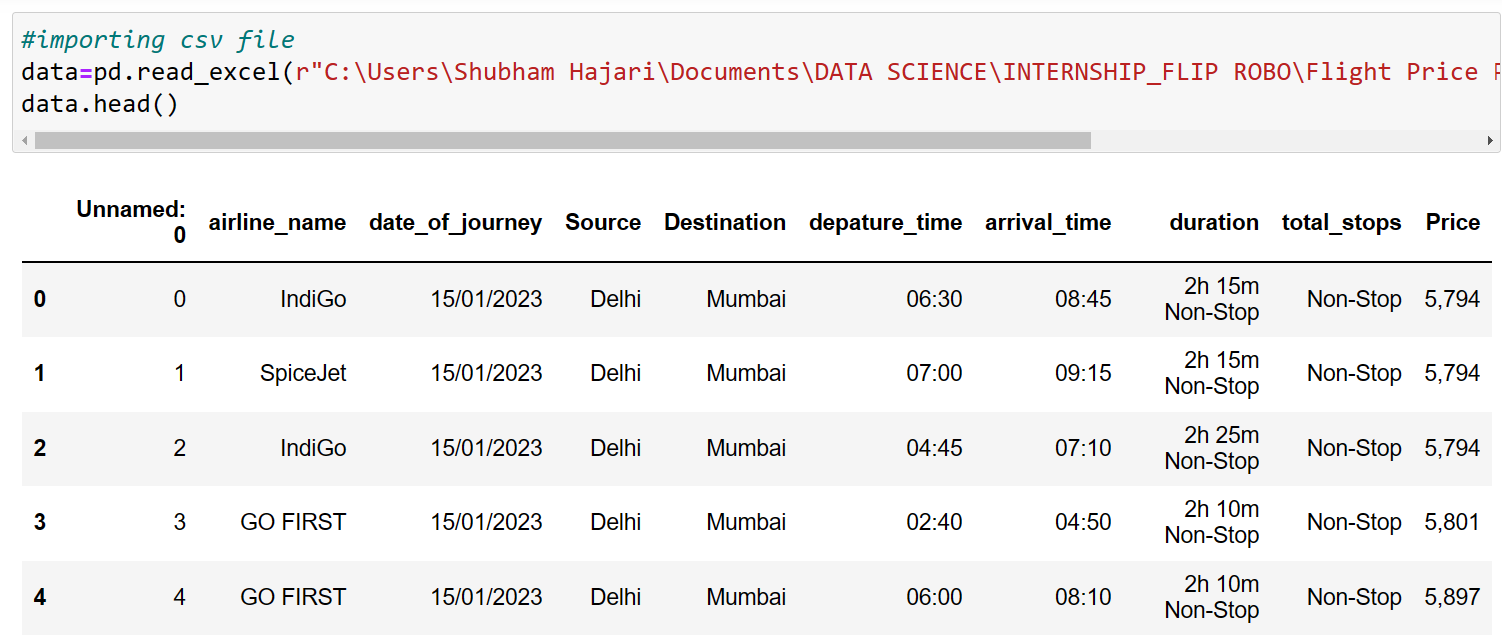 #importing csv file
data=pd.read_excel(r"C:\Users\Shubham Hajari\Documents\DATA SCIENCE\INTERNSHIP_FLIP ROBO\Flight Price
data.head()
Unnamed: 0 airline_name date_of_journey Source Destination depature_time arrival_time duration total_stops Price
0 0 IndiGo 15/01/2023 Delhi Mumbai 06:30 08:45 2h 15m Non-Stop Non-Stop 5,794
1 1 SpiceJet 15/01/2023 Delhi Mumbai 07:00 09:15 2h 15m Non-Stop Non-Stop 5,794
2 2 IndiGo 15/01/2023 Delhi Mumbai 04:45 07:10 2h 25m Non-Stop Non-Stop 5,794
3 3 GO FIRST 15/01/2023 Delhi Mumbai 02:40 04:50 2h 10m Non-Stop Non-Stop 5,801
4 4 GO FIRST 15/01/2023 Delhi Mumbai 06:00 08:10 2h 10m Non-Stop Non-Stop 5,897